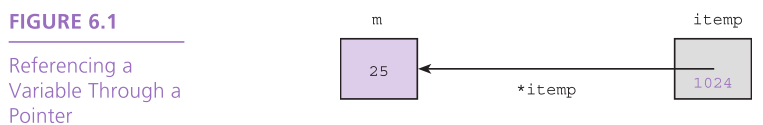 FIGURE 6.1
Referencing a
Variable Through a
Pointer
m
itemp
25
*itemp
1024